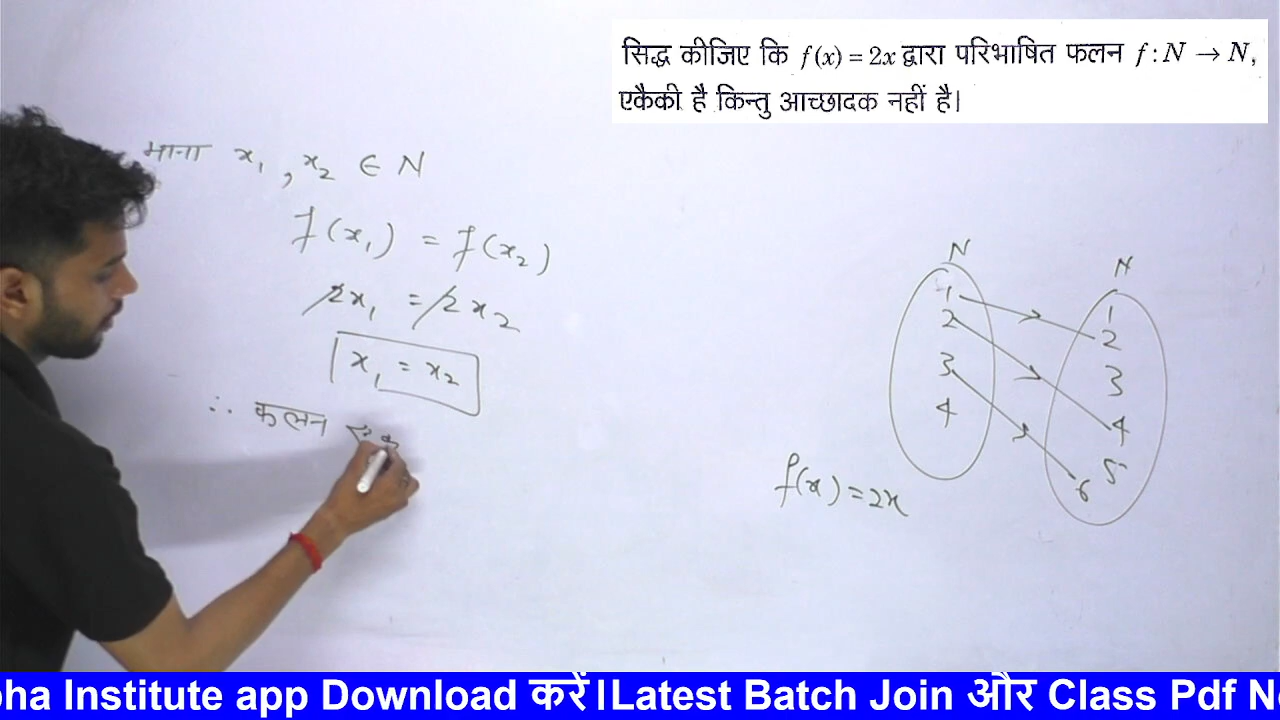 सिद्ध कीजिए कि f(x) = 2x द्वारा परिभाषित फलन f : N → N,
एकैकी है किन्तु आच्छादक नहीं है।
माना x₁ , x₂ ∈ N
f(x₁) = f(x₂)
2x₁ = 2x₂
x₁ = x₂
∴ फलन
N
1
2
3
4
N
1
2
3
4
5
6
f(x) = 2x
Institute app Download करें।Latest Batch Join और Class Pdf